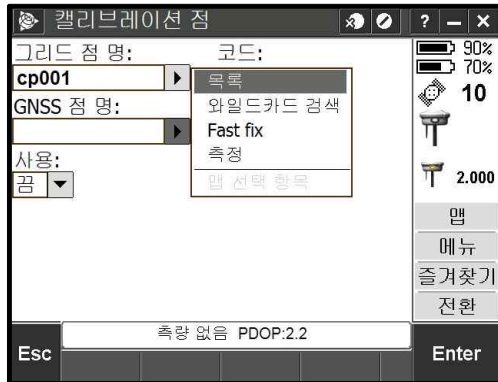 캘리브레이션 점
? – ×
그리드 점 명:
코드:
cp001
GNSS 점 명:
사용:
끔
목록
와일드카드 검색
Fast fix
측정
맵 선택 항목
90%
70%
10
2.000
맵
메뉴
즐겨찾기
전환
측량 없음 PDOP:2.2
Esc
Enter